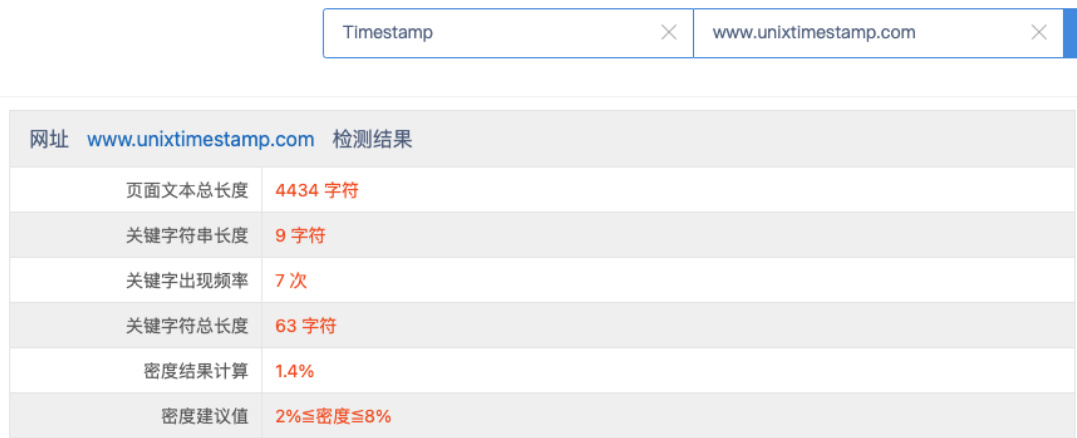 Timestamp www.unixtimestamp.com
网址 www.unixtimestamp.com 检测结果
页面文本总长度 4434 字符
关键字符串长度 9 字符
关键字出现频率 7 次
关键字符总长度 63 字符
密度结果计算 1.4%
密度建议值 2%≦密度≦8%